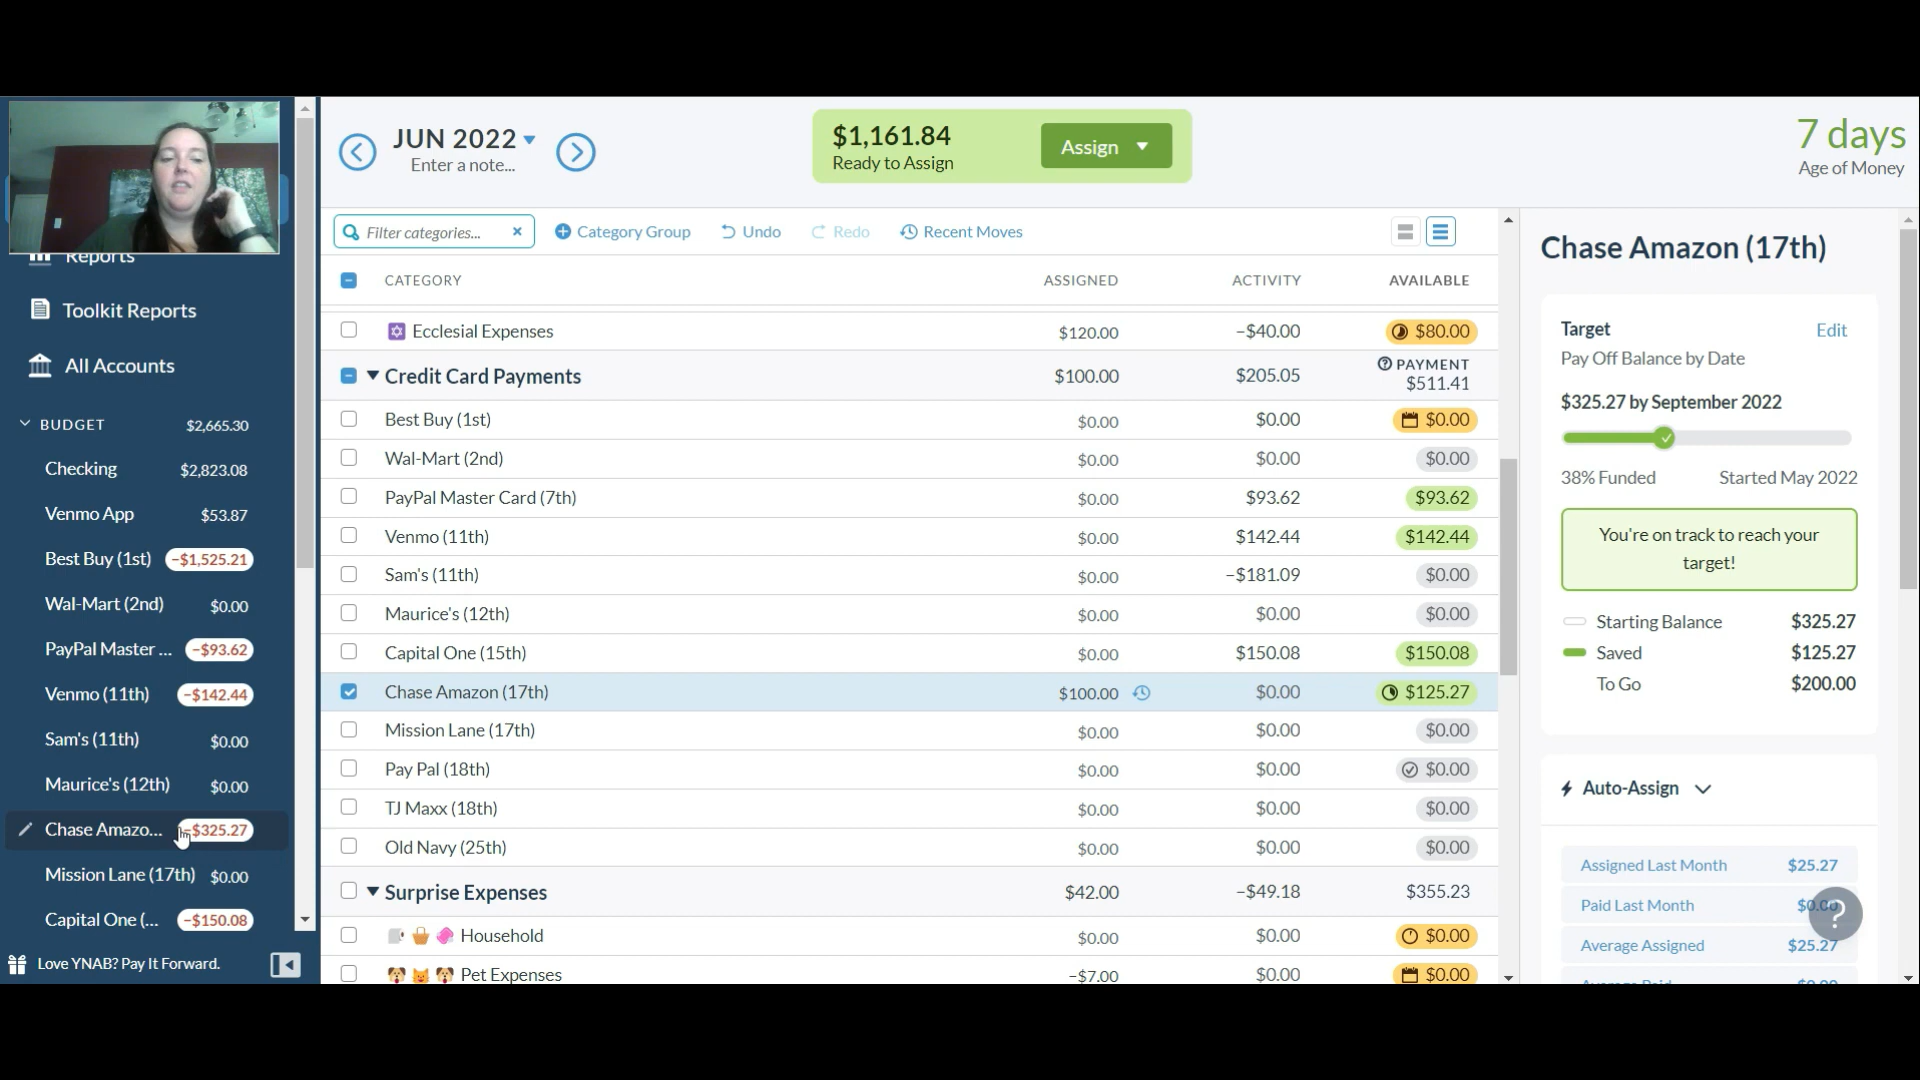 Reports
Toolkit Reports
All Accounts
BUDGET $2,665.30
Checking $2,823.08
Venmo App $53.87
Best Buy (1st) −$1,525.21
Wal-Mart (2nd) $0.00
PayPal Master ... −$93.62
Venmo (11th) −$142.44
Sam's (11th) $0.00
Maurice's (12th) $0.00
Chase Amazo... $325.27
Mission Lane (17th) $0.00
Capital One (... −$150.08
Love YNAB? Pay It Forward.
JUN 2022
Enter a note...
$1,161.84
Ready to Assign
Assign
7 days
Age of Money
Filter categories...
Category Group
Undo
Redo
Recent Moves
CATEGORY ASSIGNED ACTIVITY AVAILABLE
Ecclesial Expenses $120.00 −$40.00 $80.00
PAYMENT
Credit Card Payments $100.00 $205.05 $511.41
Best Buy (1st) $0.00 $0.00 $0.00
Wal-Mart (2nd) $0.00 $0.00 $0.00
PayPal Master Card (7th) $0.00 $93.62 $93.62
Venmo (11th) $0.00 $142.44 $142.44
Sam's (11th) $0.00 −$181.09 $0.00
Maurice's (12th) $0.00 $0.00 $0.00
Capital One (15th) $0.00 $150.08 $150.08
Chase Amazon (17th) $100.00 $0.00 $125.27
Mission Lane (17th) $0.00 $0.00 $0.00
Pay Pal (18th) $0.00 $0.00 $0.00
TJ Maxx (18th) $0.00 $0.00 $0.00
Old Navy (25th) $0.00 $0.00 $0.00
Surprise Expenses $42.00 −$49.18 $355.23
Household $0.00 $0.00 $0.00
Pet Expenses −$7.00 $0.00 $0.00
Chase Amazon (17th)
Target Edit
Pay Off Balance by Date
$325.27 by September 2022
38% Funded Started May 2022
You're on track to reach your
target!
Starting Balance $325.27
Saved $125.27
To Go $200.00
Auto-Assign
Assigned Last Month $25.27
Paid Last Month
?
Average Assigned $25.27